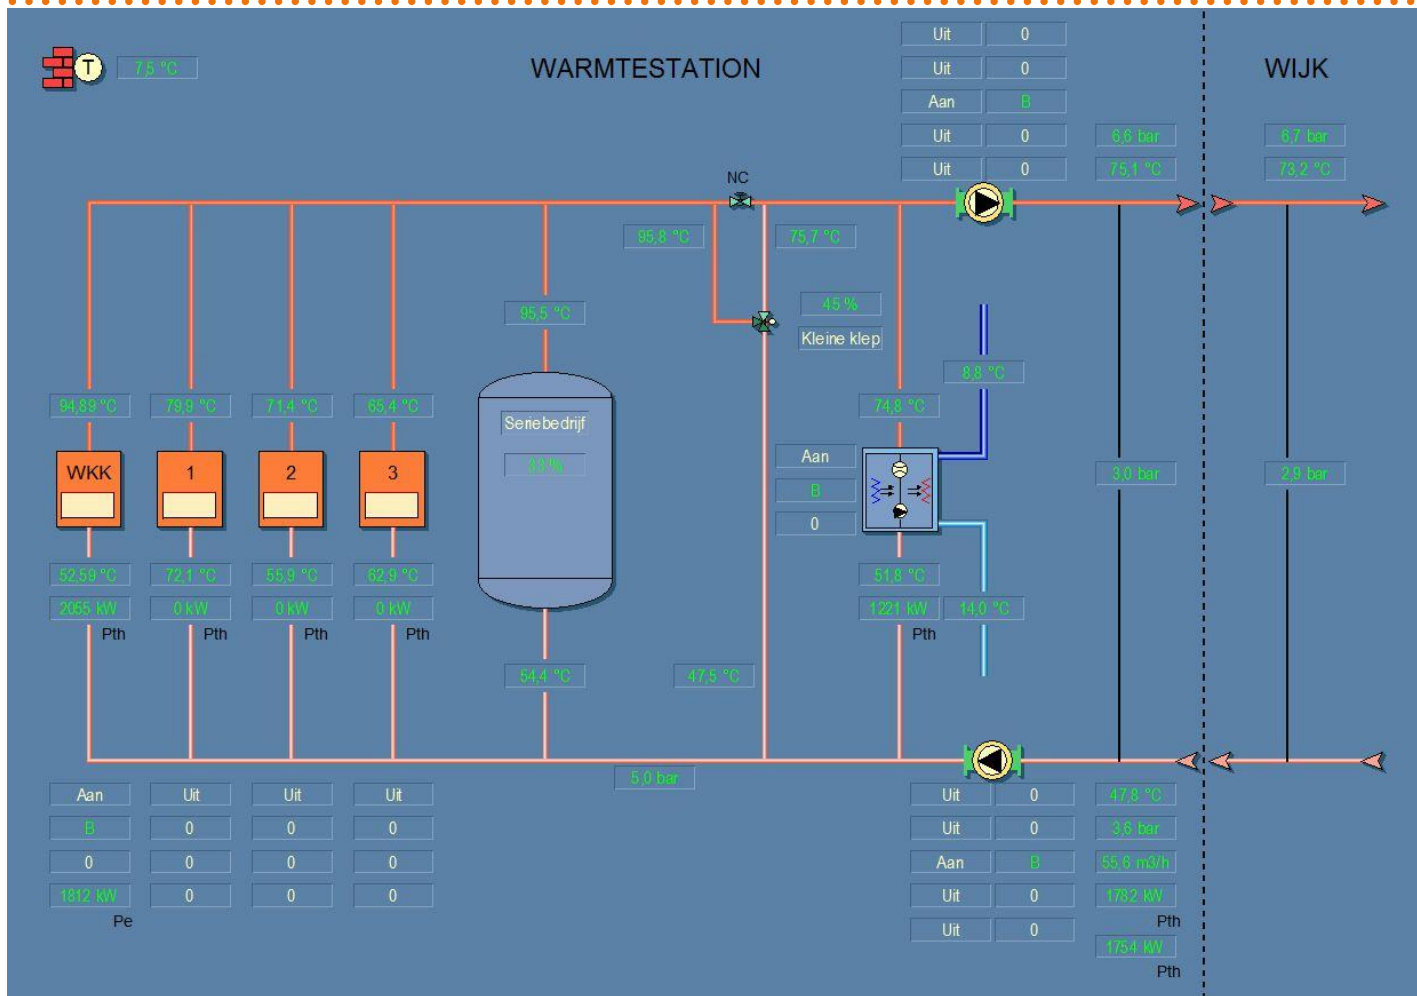 WARMTESTATION
WIJK
T
7,5 °C
Uit 0
Uit 0
Aan B
Uit 0
Uit 0
6,6 bar
75,1 °C
6,7 bar
73,2 °C
NC
95,8 °C
75,7 °C
95,5 °C
45 %
Kleine klep
8,8 °C
94,89 °C
79,9 °C
71,4 °C
65,4 °C
74,8 °C
Seriebedrijf
33 %
WKK
1
2
3
Aan
B
0
3,0 bar
2,9 bar
52,59 °C
72,1 °C
55,9 °C
62,9 °C
51,8 °C
2055 kW
0 kW
0 kW
0 kW
1221 kW
14,0 °C
Pth
Pth
Pth
Pth
Pth
54,4 °C
47,5 °C
5,0 bar
Aan Uit Uit Uit
B 0 0 0
0 0 0 0
1812 kW 0 0 0
Pe
Uit 0 47,8 °C
Uit 0 3,6 bar
Aan B 55,6 m3/h
Uit 0 1782 kW
Pth
Uit 0
1754 kW
Pth